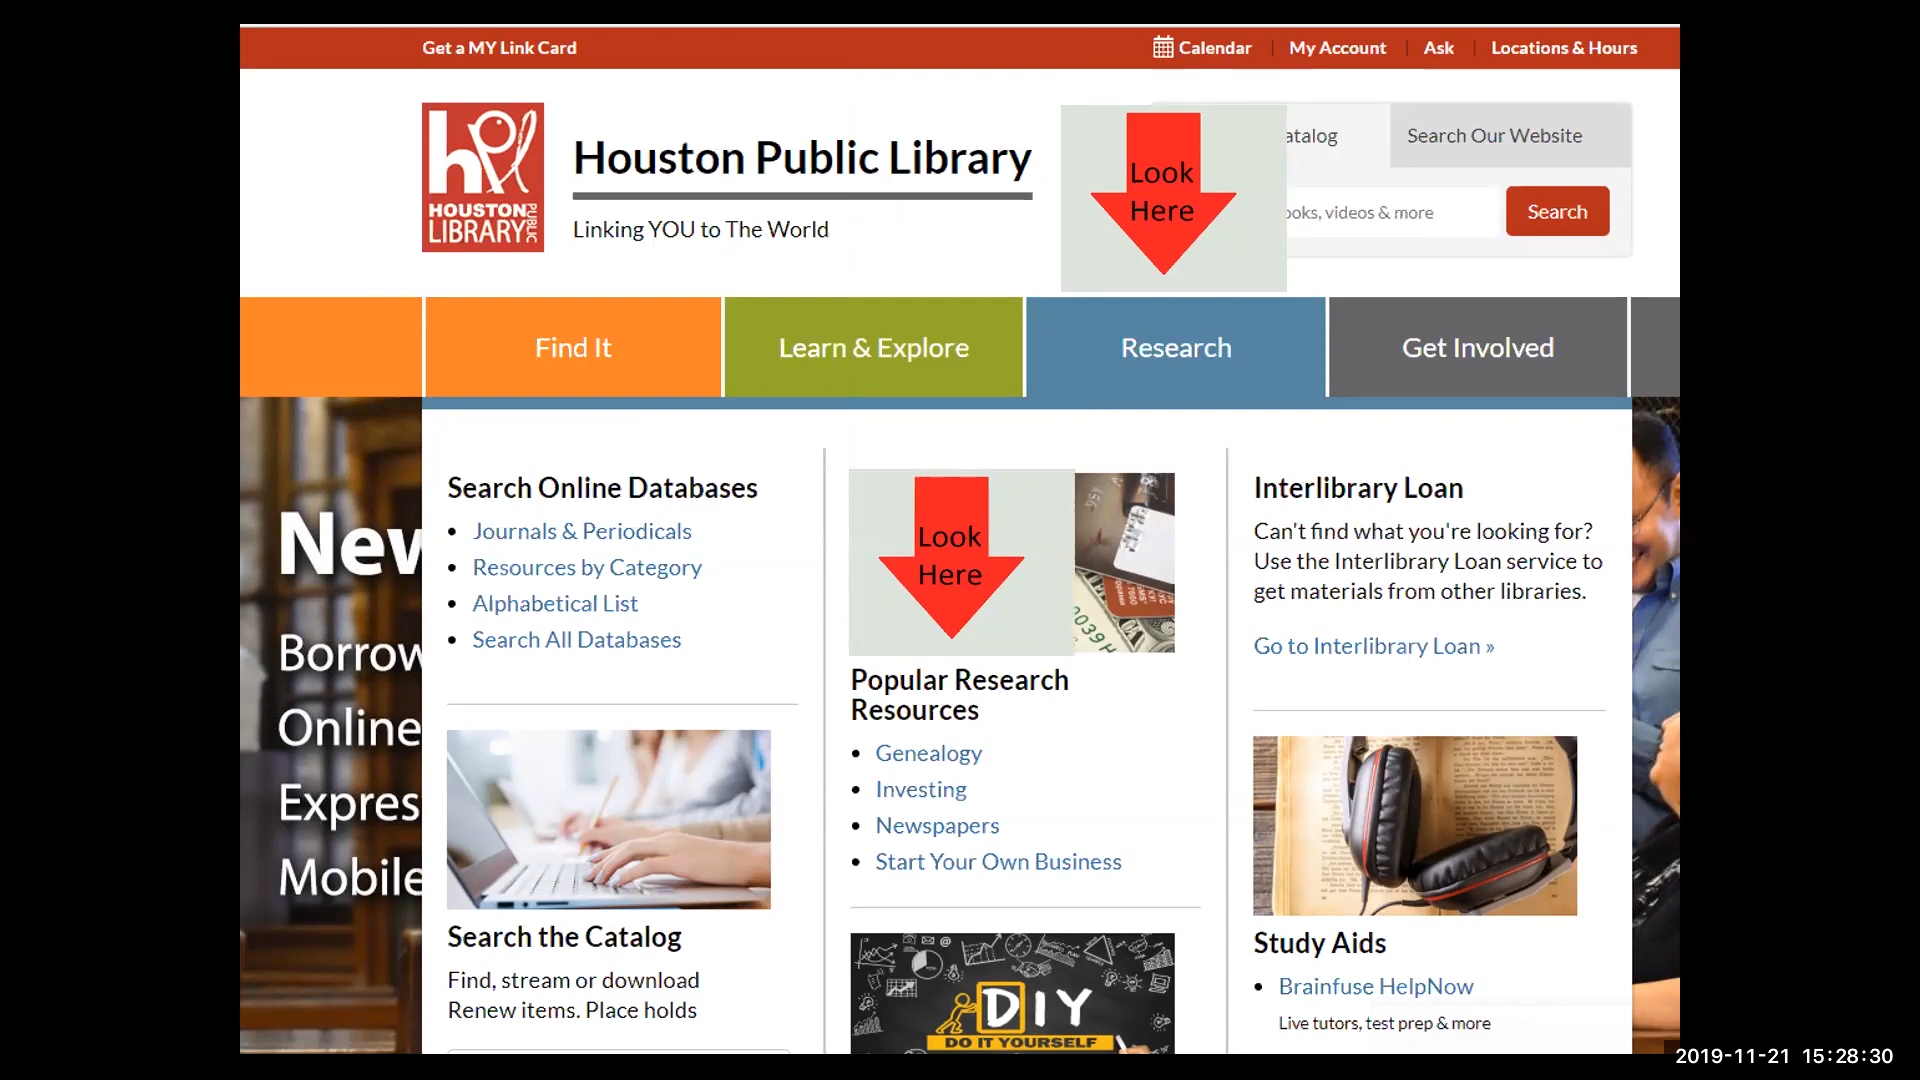 Get a MY Link Card
Calendar
My Account
Ask
Locations & Hours
HOUSTON
LIBRARY
PUBLIC
Houston Public Library
Linking YOU to The World
Look
Here
Search Our Website
videos & more
Search
Find It
Learn & Explore
Research
Get Involved
Search Online Databases
Journals & Periodicals
Resources by Category
Alphabetical List
Search All Databases
Search the Catalog
Find, stream or download
Renew items. Place holds
Look
Here
Popular Research
Resources
Genealogy
Investing
Newspapers
Start Your Own Business
DIY
DO IT YOURSELF
Interlibrary Loan
Can't find what you're looking for?
Use the Interlibrary Loan service to
get materials from other libraries.
Go to Interlibrary Loan »
Study Aids
Brainfuse HelpNow
Live tutors, test prep & more
Online
Mobile
2019-11-21 15:28:30